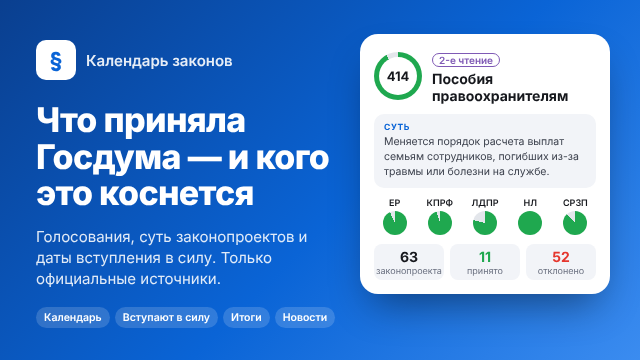 § Календарь законов
Что приняла
Госдума — и кого
это коснется
Голосования, суть законопроектов и
даты вступления в силу. Только
официальные источники.
Календарь Вступают в силу Итоги Новости
414
2-е чтение
Пособия
правоохранителям
СУТЬ
Меняется порядок расчета выплат
семьям сотрудников, погибших из-за
травмы или болезни на службе.
ЕР КПРФ ЛДПР НЛ СРЗП
63 11 52
законопроекта принято отклонено